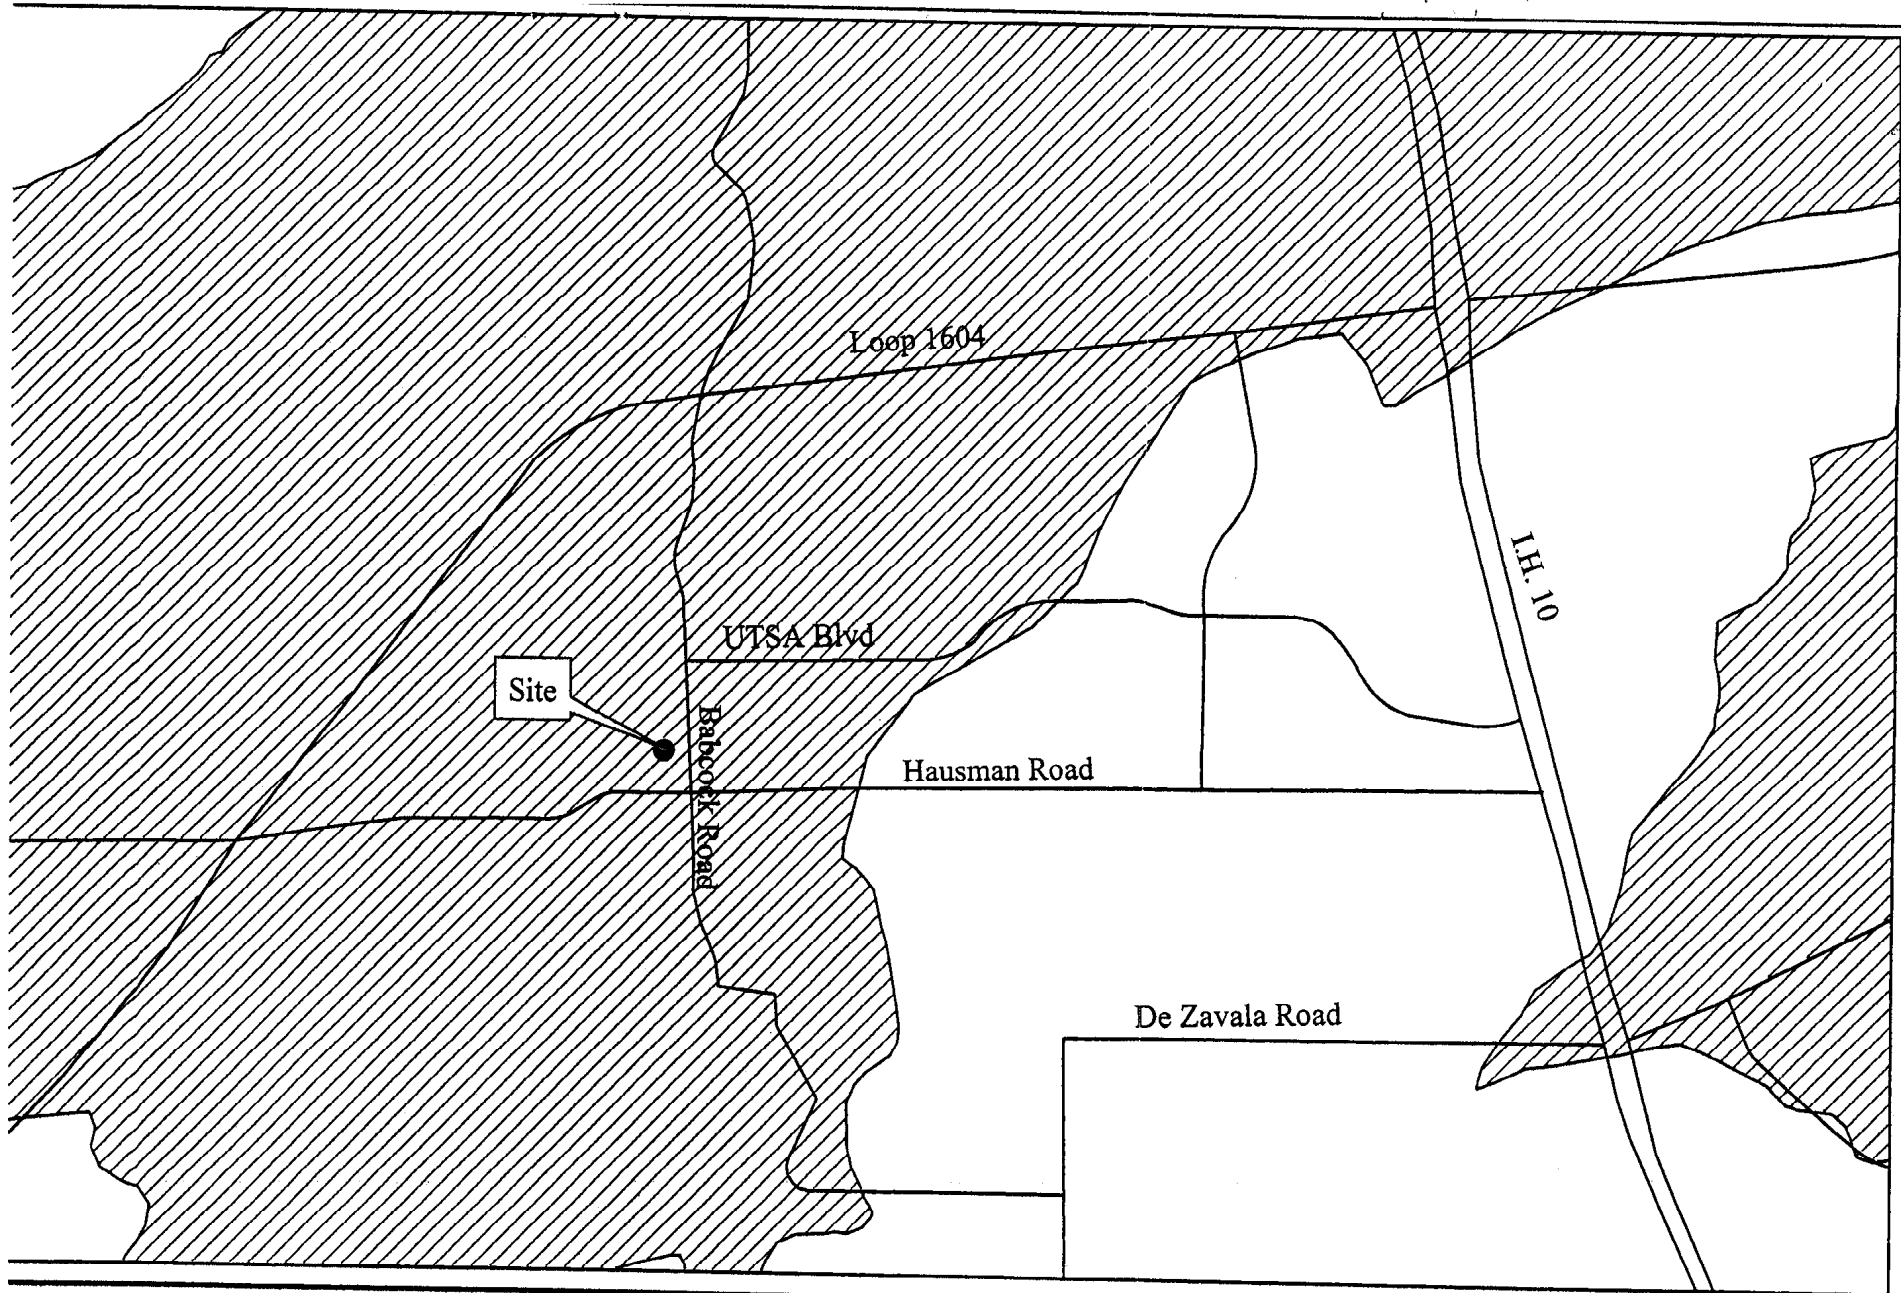 Loop 1604
I.H. 10
UTSA Blvd
Site
Babcock Road
Hausman Road
De Zavala Road